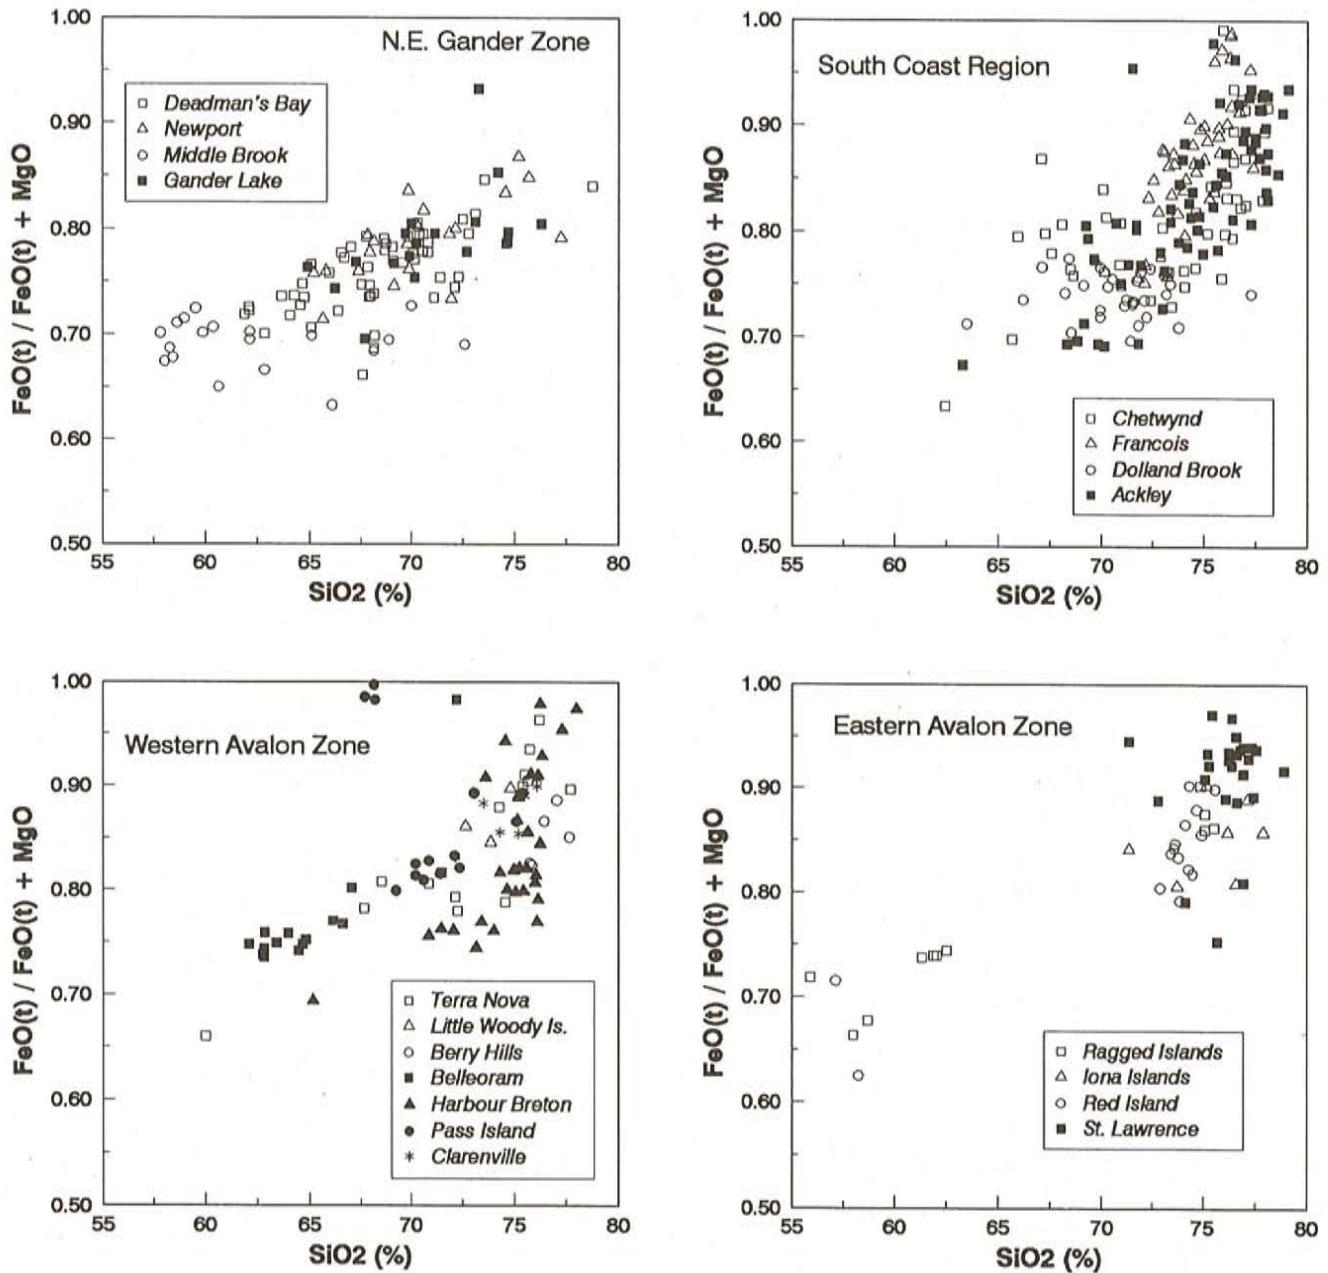 N.E. Gander Zone
Deadman's Bay
Newport
Middle Brook
Gander Lake
FeO(t) / FeO(t) + MgO
1.00
0.90
0.80
0.70
0.60
0.50
55 60 65 70 75 80
SiO2 (%)
South Coast Region
Chetwynd
Francois
Dolland Brook
Ackley
FeO(t) / FeO(t) + MgO
1.00
0.90
0.80
0.70
0.60
0.50
55 60 65 70 75 80
SiO2 (%)
Western Avalon Zone
Terra Nova
Little Woody Is.
Berry Hills
Belleoram
Harbour Breton
Pass Island
Clarenville
FeO(t) / FeO(t) + MgO
1.00
0.90
0.80
0.70
0.60
0.50
55 60 65 70 75 80
SiO2 (%)
Eastern Avalon Zone
Ragged Islands
Iona Islands
Red Island
St. Lawrence
FeO(t) / FeO(t) + MgO
1.00
0.90
0.80
0.70
0.60
0.50
55 60 65 70 75 80
SiO2 (%)